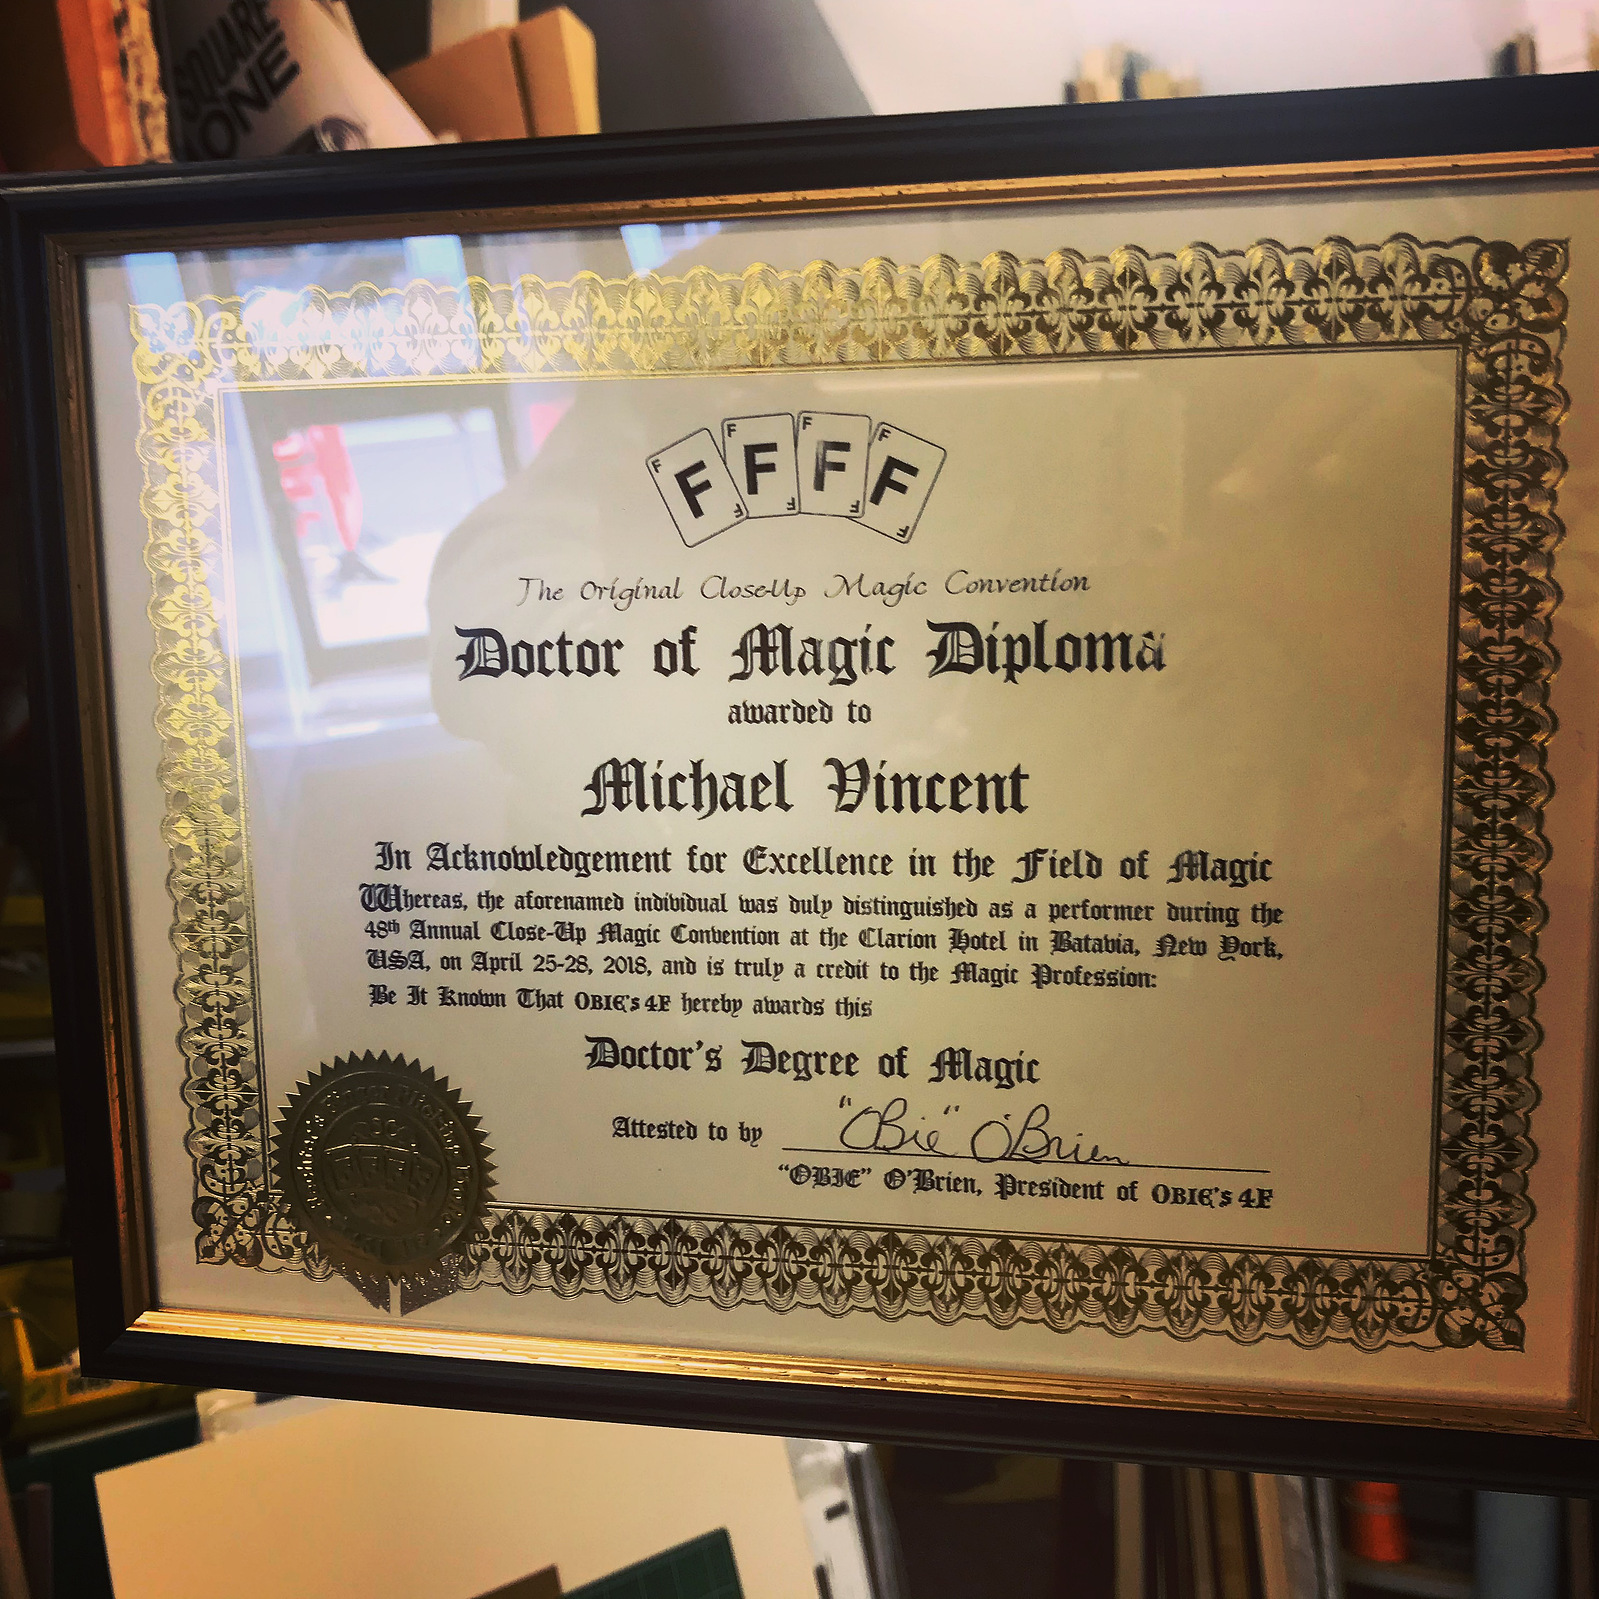 SQUARE
ONE
F F F F
The Original Close-Up Magic Convention
Doctor of Magic Diploma
awarded to
Michael Vincent
In Acknowledgement for Excellence in the Field of Magic
Whereas, the aforenamed individual was duly distinguished as a performer during the
48th Annual Close-Up Magic Convention at the Clarion Hotel in Batavia, New York,
USA, on April 25-28, 2018, and is truly a credit to the Magic Profession:
Be It Known That OBIE's 4F hereby awards this
Doctor's Degree of Magic
Attested to by "OBie" O'Brien
"OBIE" O'Brien, President of OBIE's 4F